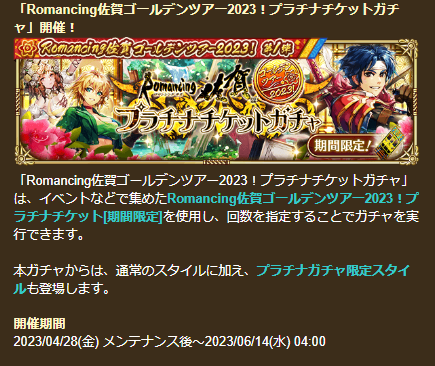 「Romancing佐賀ゴールデンツアー2023！プラチナチケットガチ
ャ」開催！
Romancing佐賀ゴールデンツアー2023! 第1弾
Romancing 佐賀
ゴールデン
ツアー
2023!
プラチナチケットガチャ
期間限定!
「Romancing佐賀ゴールデンツアー2023！プラチナチケットガチャ」
は、イベントなどで集めたRomancing佐賀ゴールデンツアー2023！プ
ラチナチケット[期間限定]を使用し、回数を指定することでガチャを実
行できます。
本ガチャからは、通常のスタイルに加え、プラチナガチャ限定スタイ
ルも登場します。
開催期間
2023/04/28(金) メンテナンス後～2023/06/14(水) 04:00